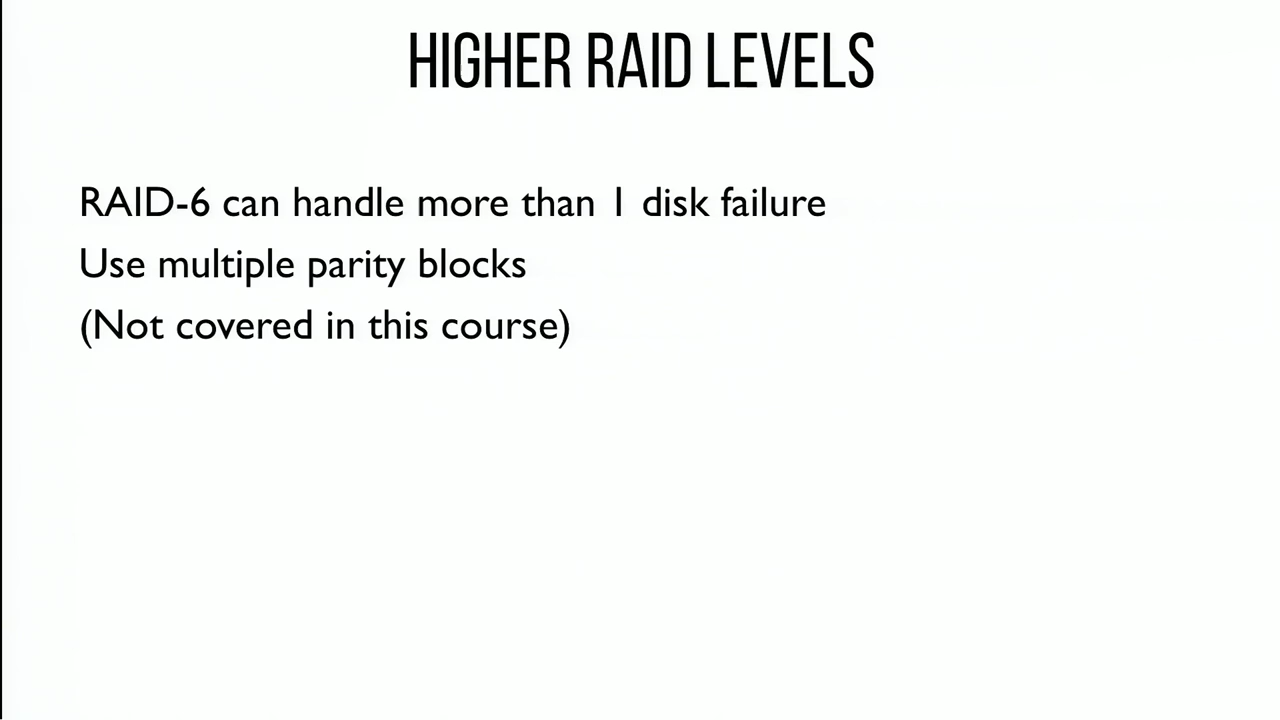 HIGHER RAID LEVELS
RAID-6 can handle more than 1 disk failure
Use multiple parity blocks
(Not covered in this course)